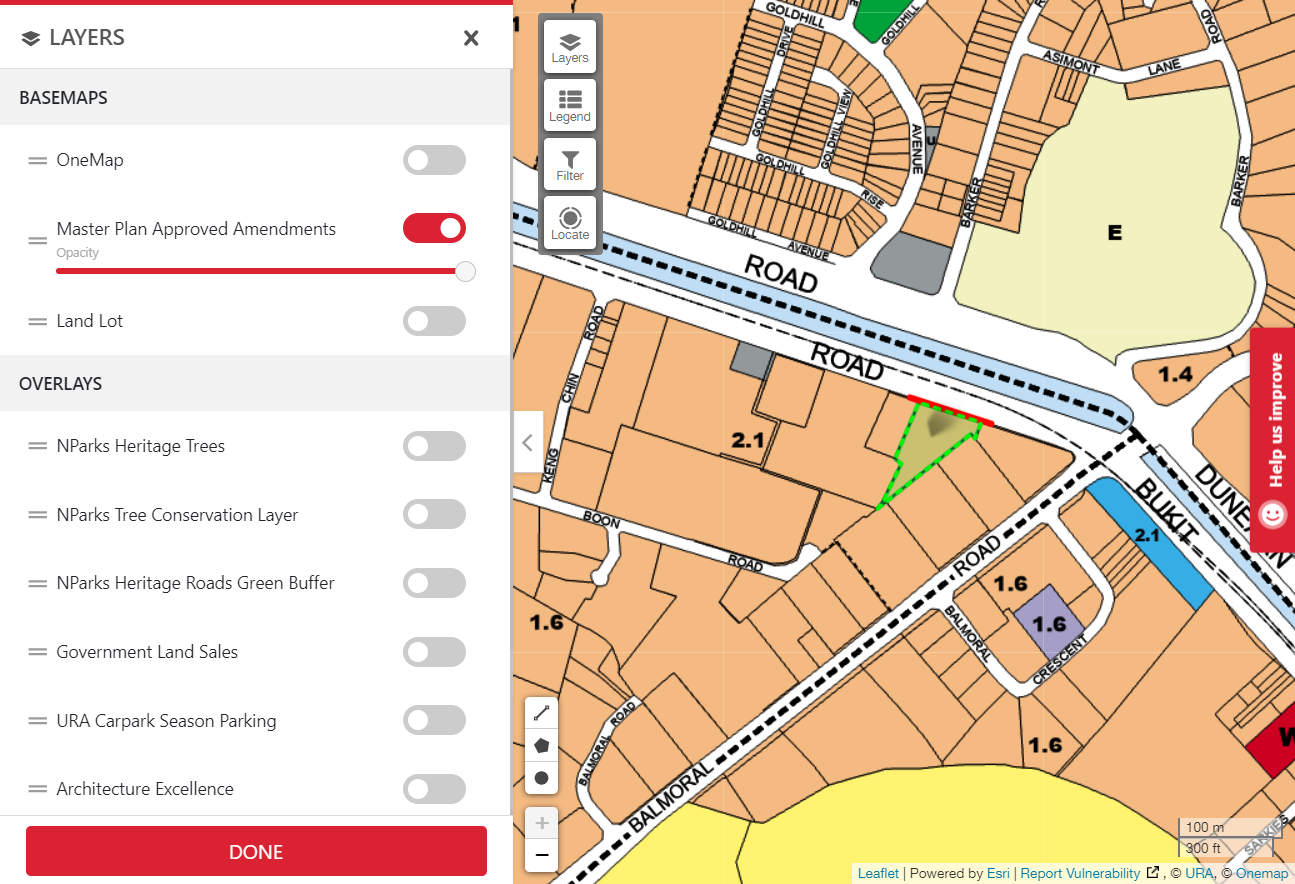 LAYERS
BASEMAPS
OneMap
Master Plan Approved Amendments
Opacity
Land Lot
OVERLAYS
NParks Heritage Trees
NParks Tree Conservation Layer
NParks Heritage Roads Green Buffer
Government Land Sales
URA Carpark Season Parking
Architecture Excellence
DONE
Layers
Legend
Filter
Locate
GOLDHILL
DRIVE
GOLDHILL
GOLDHILL
GOLDHILL VIEW
AVENUE
U
GOLDHILL
RISE
GOLDHILL
AVENUE
ASIMONT
LANE
ROAD
BARKER
BARKER
E
ROAD
ROAD
1.4
ROAD
CHIN
KENG
2.1
BOON
ROAD
DUNEARN
BUKIT
2.1
ROAD
1.6
1.6
BALMORAL
CRESCENT
1.6
ROAD
BALMORAL
BALMORAL
1.6
W
SARKIES
Help us improve
100 m
300 ft
Leaflet | Powered by Esri | Report Vulnerability , © URA, © Onemap